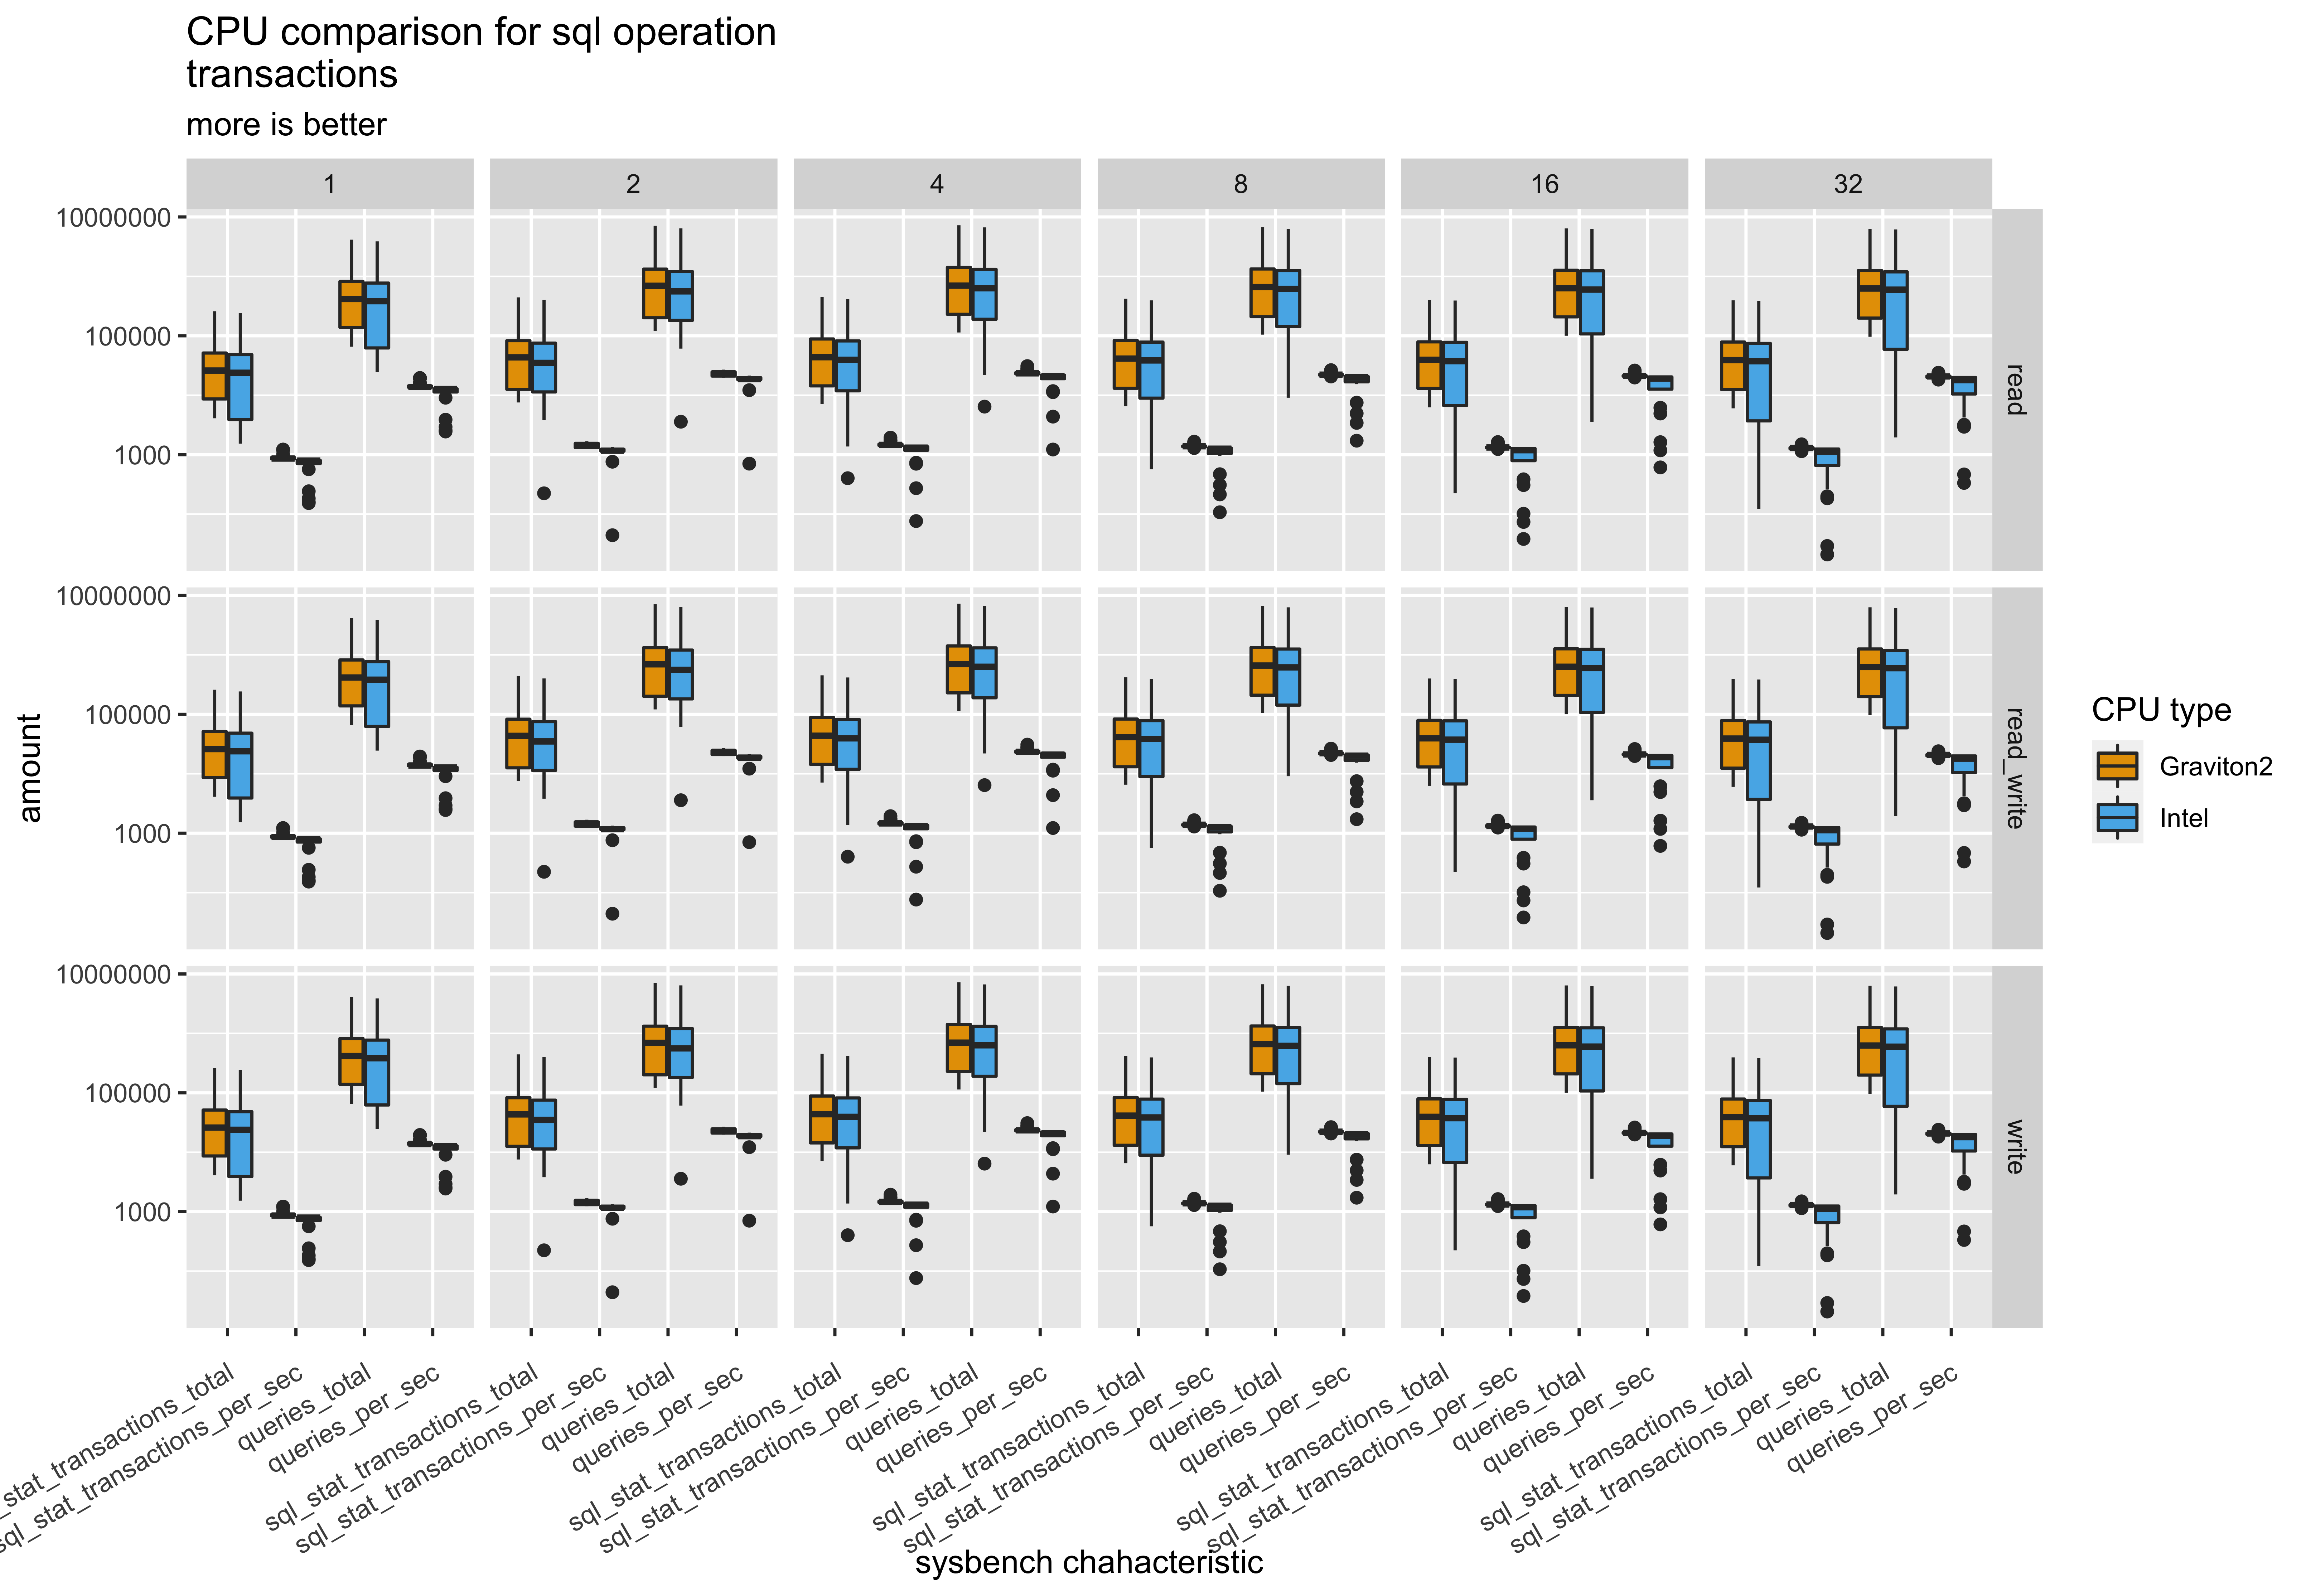 CPU comparison for sql operation
transactions
more is better
1 2 4 8 16 32
10000000
100000
1000
read
10000000
100000
1000
read_write
10000000
100000
1000
write
amount
CPU type
Graviton2
Intel
_stat_transactions_total
sql_stat_transactions_per_sec
queries_total
queries_per_sec
sql_stat_transactions_total
sql_stat_transactions_per_sec
queries_total
queries_per_sec
sql_stat_transactions_total
sql_stat_transactions_per_sec
queries_total
queries_per_sec
sql_stat_transactions_total
sql_stat_transactions_per_sec
queries_total
queries_per_sec
sql_stat_transactions_total
sql_stat_transactions_per_sec
queries_total
queries_per_sec
sql_stat_transactions_total
sql_stat_transactions_per_sec
queries_total
queries_per_sec
sysbench chahacteristic